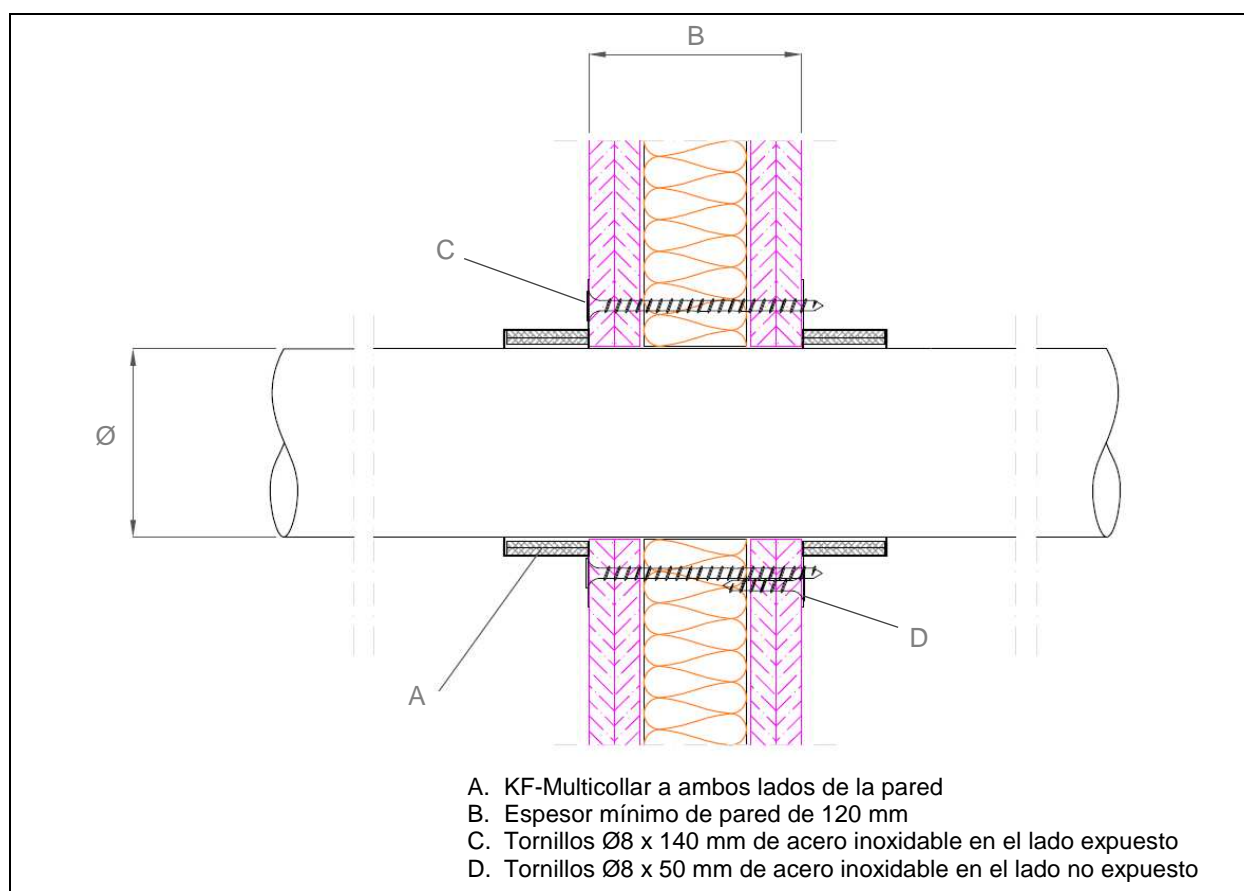 B
C
Ø
D
A
A. KF-Multicollar a ambos lados de la pared
B. Espesor mínimo de pared de 120 mm
C. Tornillos Ø8 x 140 mm de acero inoxidable en el lado expuesto
D. Tornillos Ø8 x 50 mm de acero inoxidable en el lado no expuesto